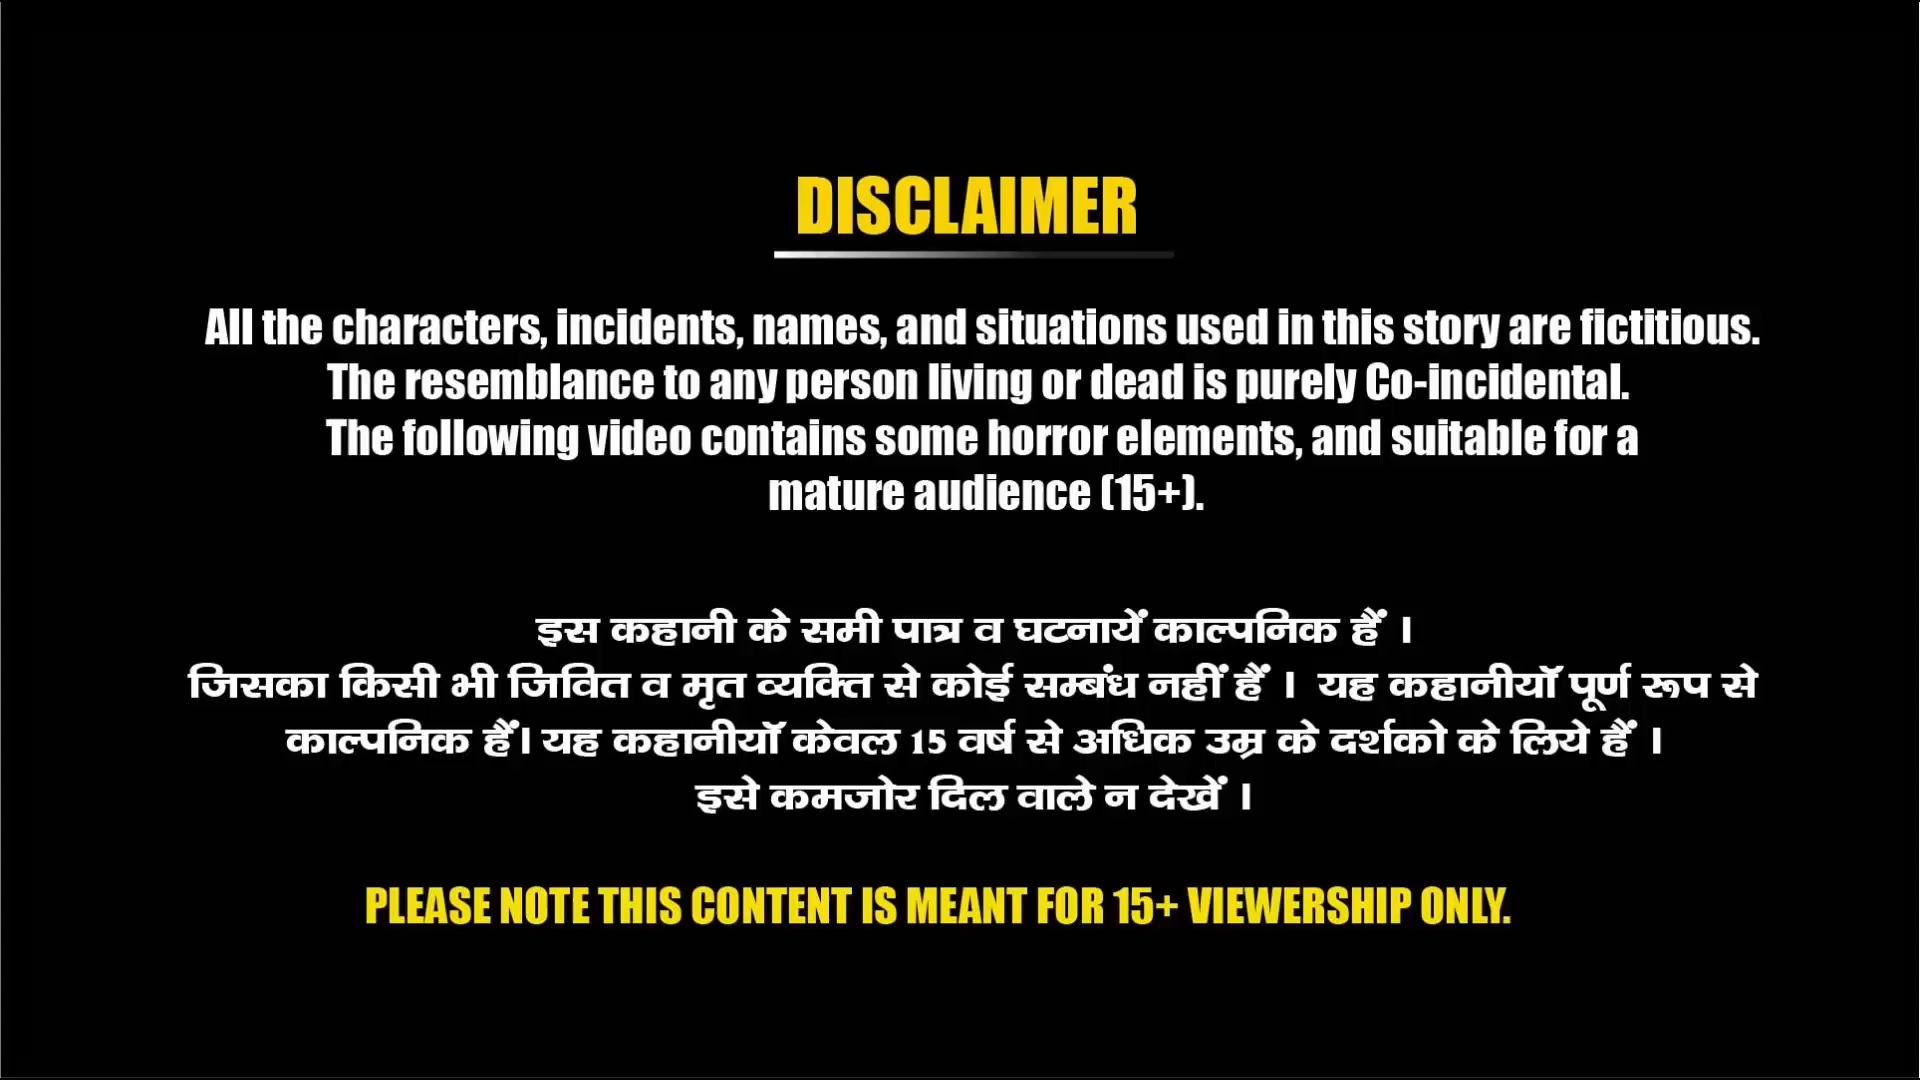 DISCLAIMER
All the characters, incidents, names, and situations used in this story are fictitious.
The resemblance to any person living or dead is purely Co-incidental.
The following video contains some horror elements, and suitable for a
mature audience (15+).
इस कहानी के समी पात्र व घटनायें काल्पनिक हैं ।
जिसका किसी भी जिवित व मृत व्यक्ति से कोई सम्बंध नहीं हैं । यह कहानीयॉ पूर्ण रूप से
काल्पनिक हैं। यह कहानीयॉ केवल 15 वर्ष से अधिक उम्र के दर्शको के लिये हैं ।
इसे कमजोर दिल वाले न देखें ।
PLEASE NOTE THIS CONTENT IS MEANT FOR 15+ VIEWERSHIP ONLY.